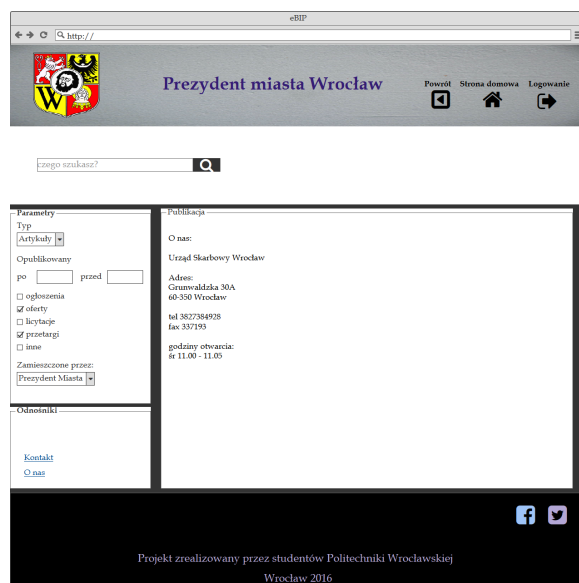 eBIP
http://
Prezydent miasta Wrocław
Powrót Strona domowa Logowanie
W
czego szukasz?
Parametry
Typ
Artykuły
Opublikowany
po przed
ogłoszenia
oferty
licytacje
przetargi
inne
Zamieszczone przez:
Prezydent Miasta
Odnośniki
Kontakt
O nas
Publikacja
O nas:
Urząd Skarbowy Wrocław
Adres:
Grunwaldzka 30A
60-350 Wrocław
tel 3827384928
fax 337193
godziny otwarcia:
śr 11.00 - 11.05
Projekt zrealizowany przez studentów Politechniki Wrocławskiej
Wrocław 2016